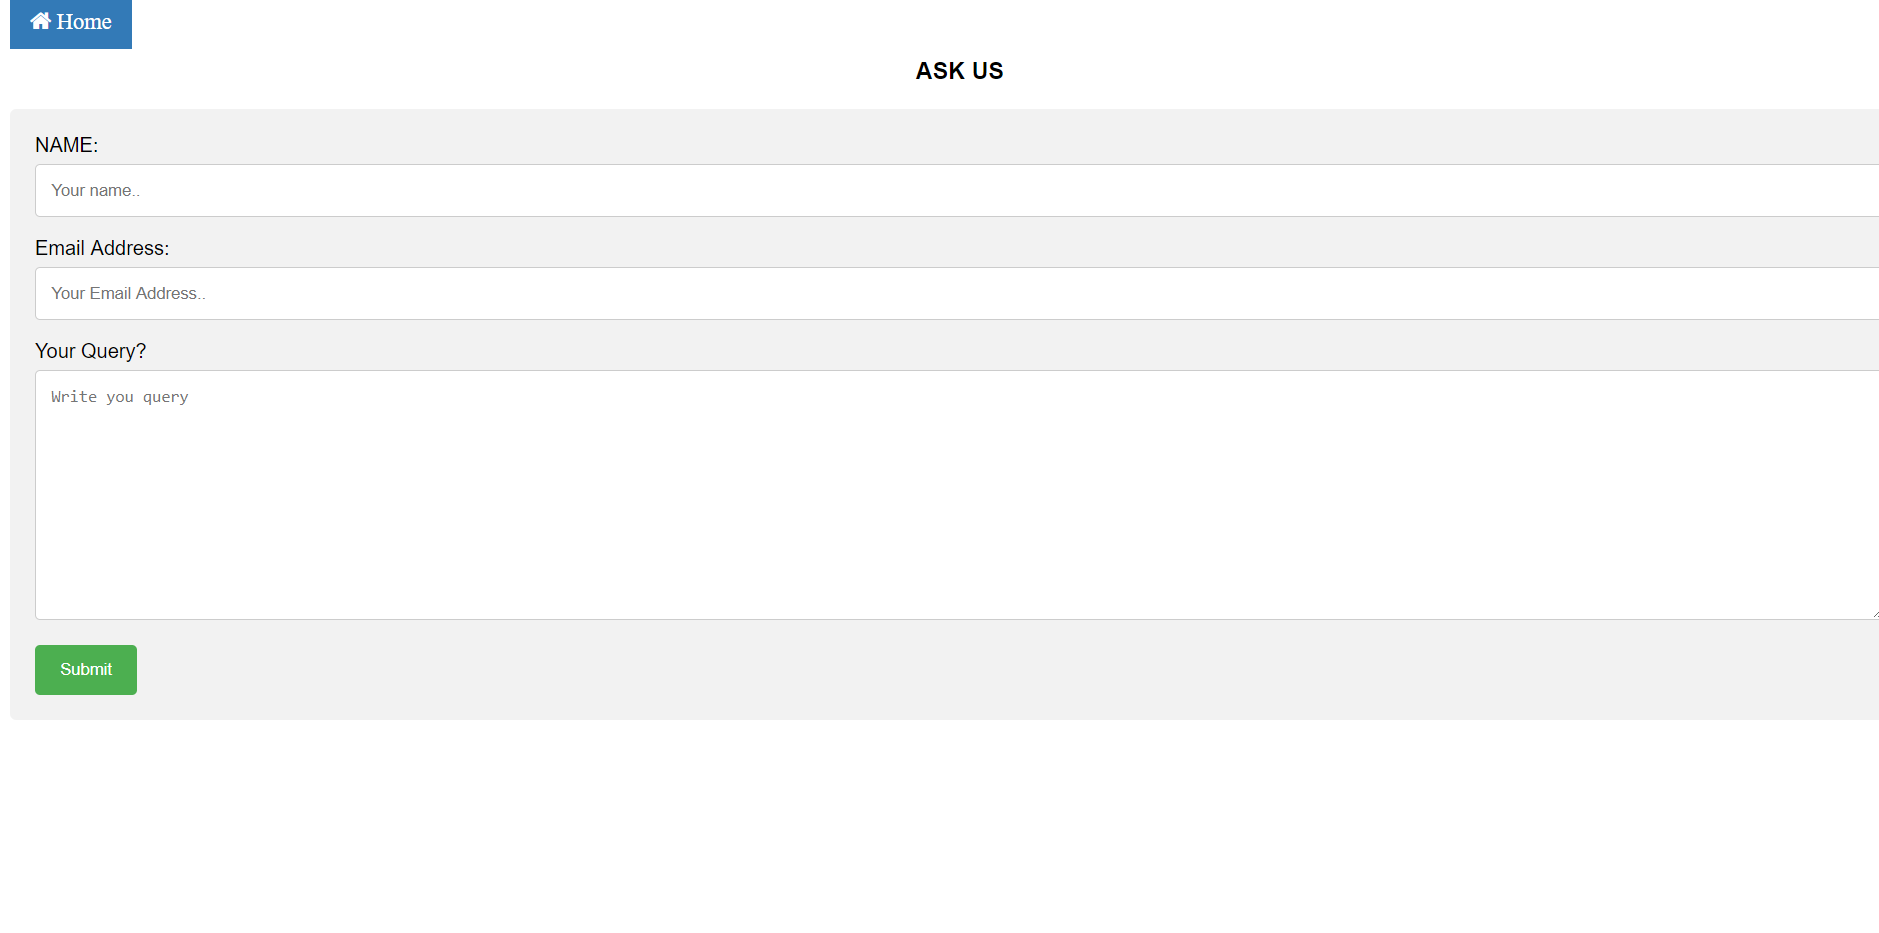 Home
ASK US
NAME:
Your name..
Email Address:
Your Email Address..
Your Query?
Write you query
Submit